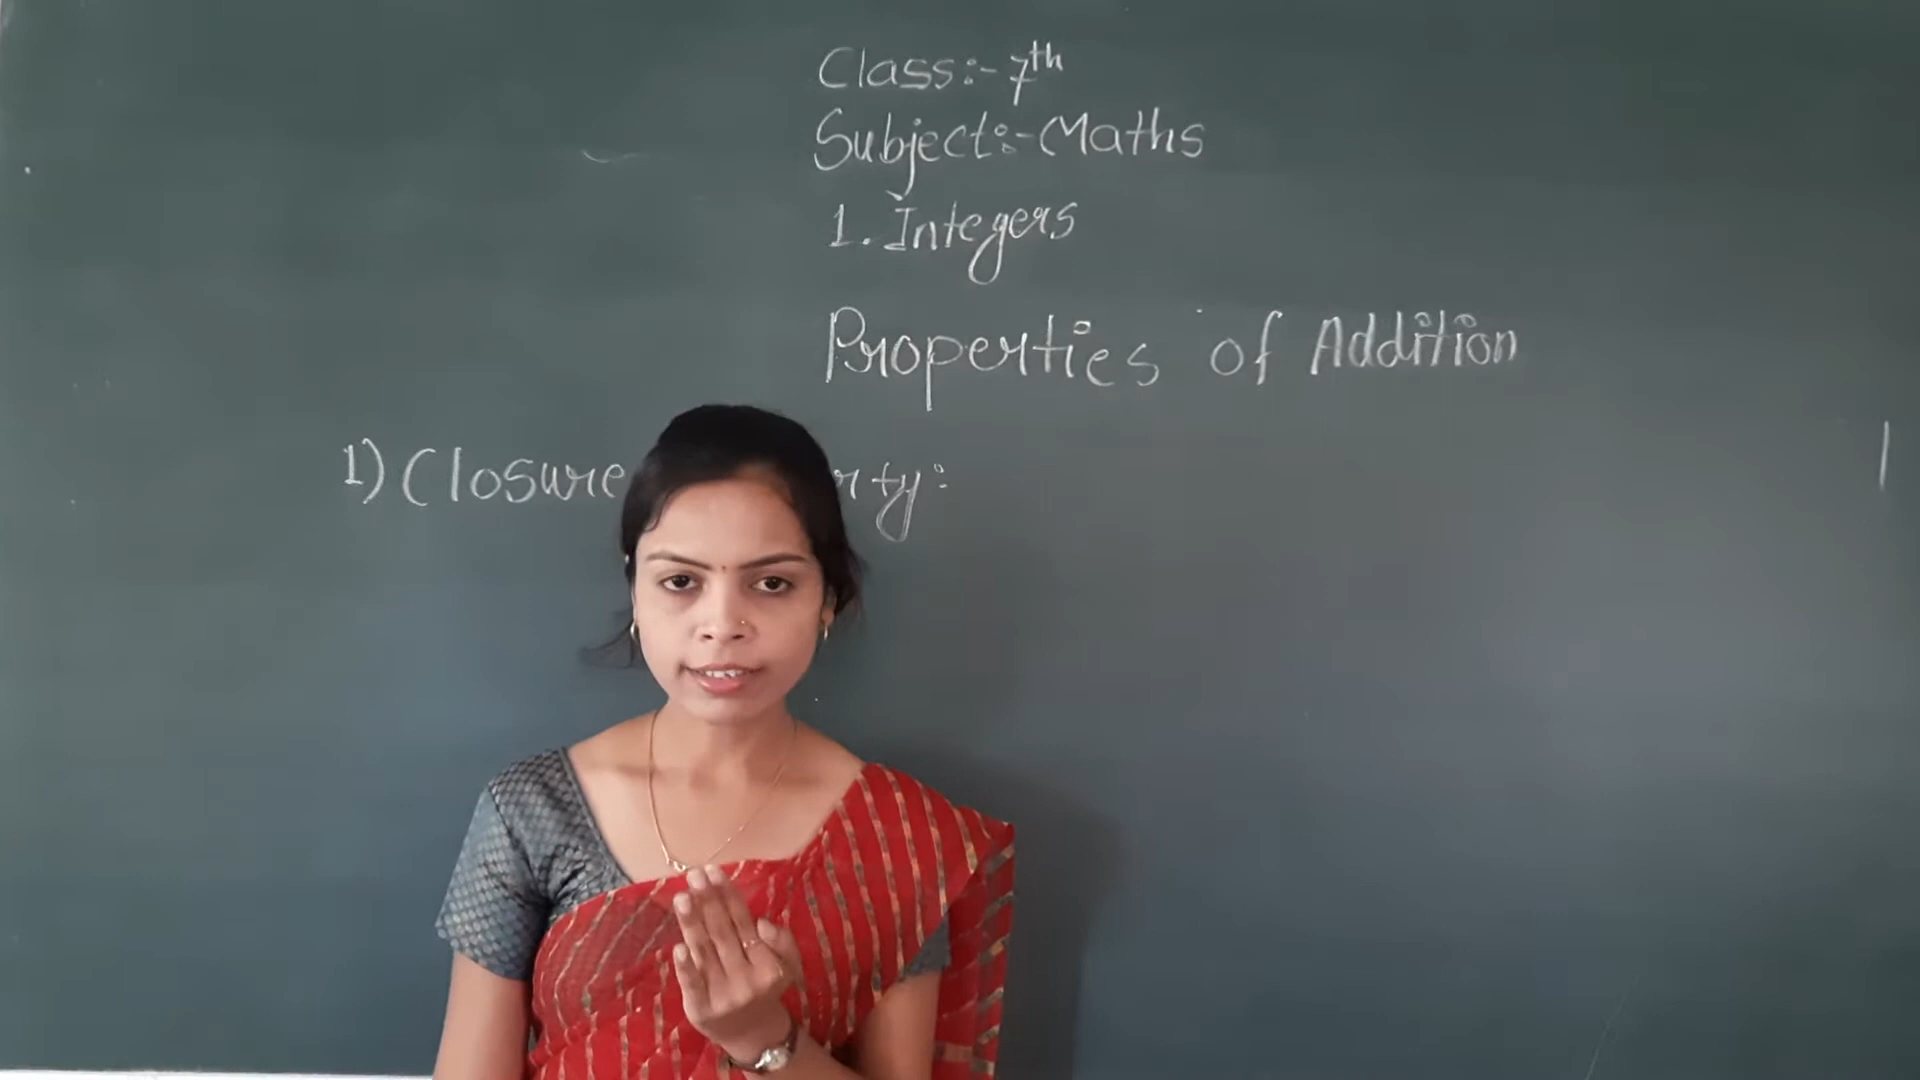 Class:- 7th
Subject:- Maths
1. Integers
Properties of Addition
1) Closure